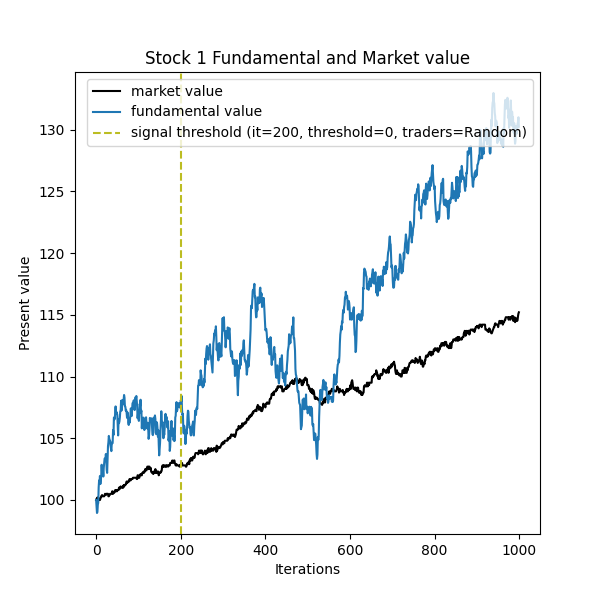 Stock 1 Fundamental and Market value
market value
fundamental value
signal threshold (it=200, threshold=0, traders=Random)
130
125
120
115
110
105
100
Present value
0 200 400 600 800 1000
Iterations